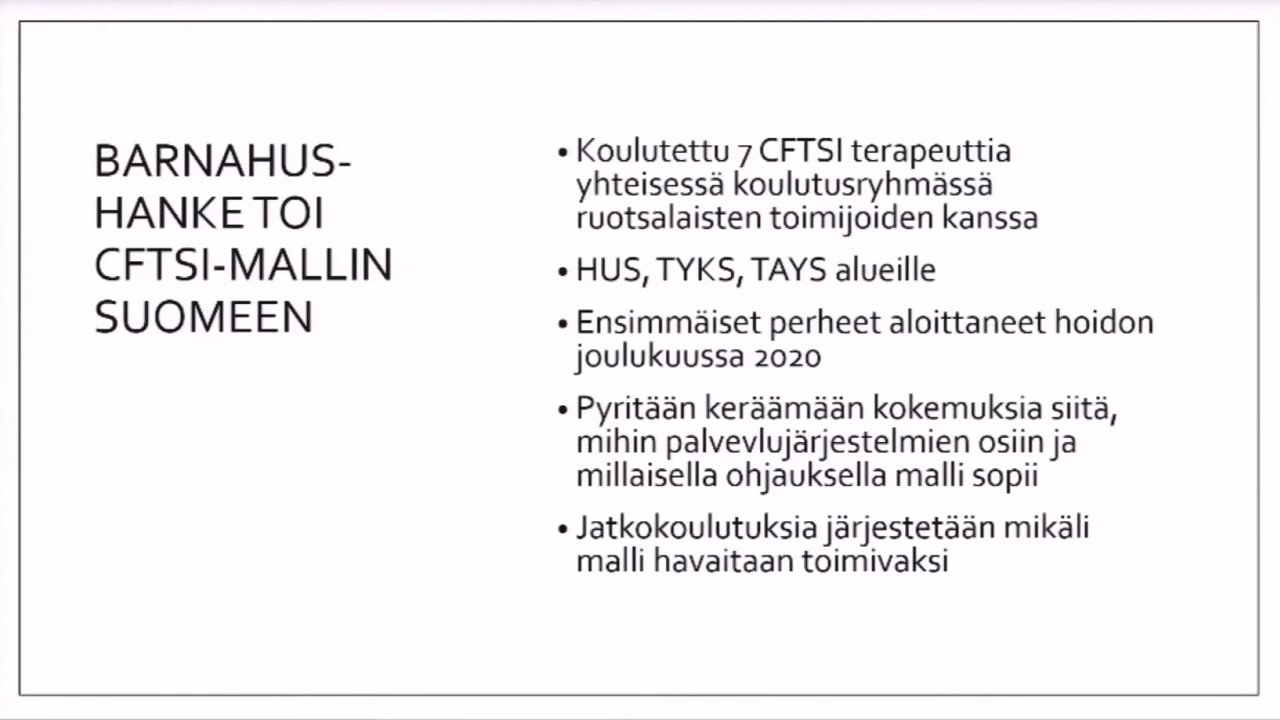 BARNAHUS-
HANKE TOI
CFTSI-MALLIN
SUOMEEN
• Koulutettu 7 CFTSI terapeuttia
yhteisessä koulutusryhmässä
ruotsalaisten toimijoiden kanssa
• HUS, TYKS, TAYS alueille
• Ensimmäiset perheet aloittaneet hoidon
joulukuussa 2020
• Pyritään keräämään kokemuksia siitä,
mihin palvevlujärjestelmien osiin ja
millaisella ohjauksella malli sopii
• Jatkokoulutuksia järjestetään mikäli
malli havaitaan toimivaksi